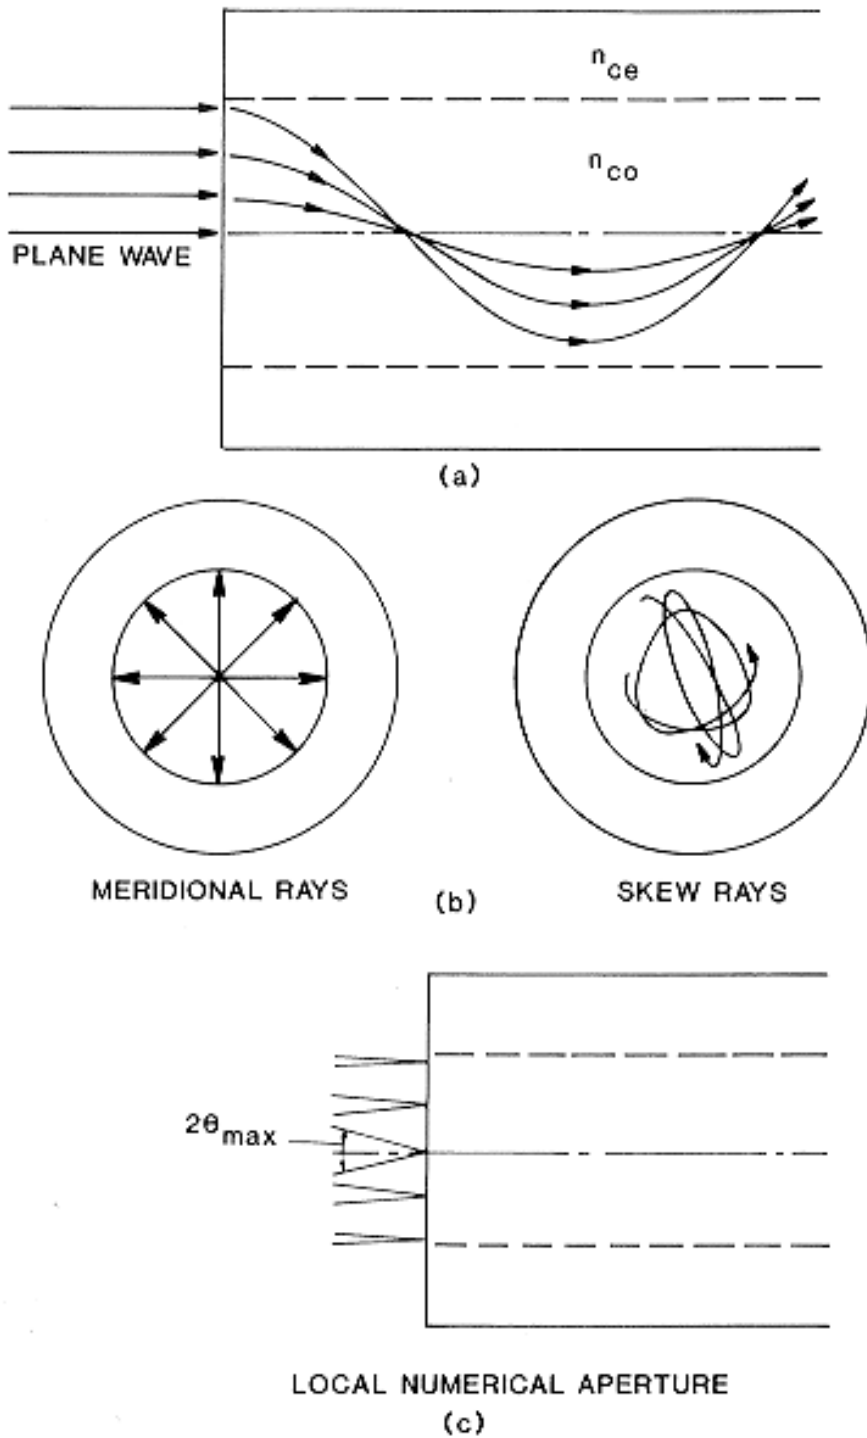 n_ce
n_co
PLANE WAVE
(a)
MERIDIONAL RAYS
(b)
SKEW RAYS
2θ_max
LOCAL NUMERICAL APERTURE
(c)